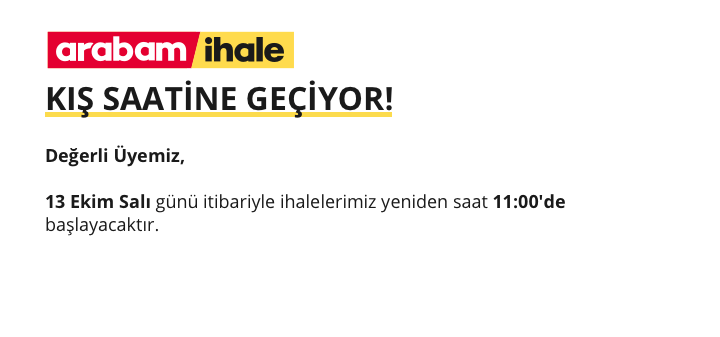 arabam ihale
KIŞ SAATİNE GEÇİYOR!
Değerli Üyemiz,
13 Ekim Salı günü itibariyle ihalelerimiz yeniden saat 11:00'de
başlayacaktır.